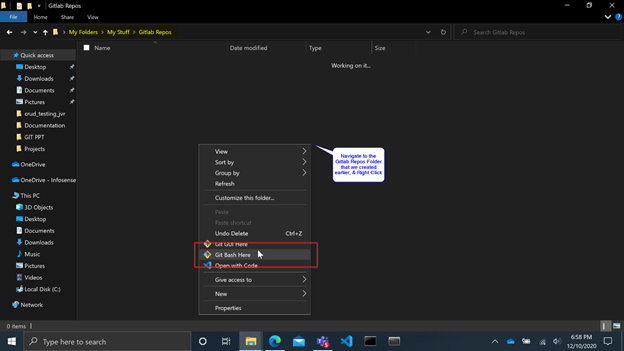 Gitlab Repos
File
Home
Share
View
My Folders
My Stuff
Gitlab Repos
Search Gitlab Repos
Name
Date modified
Type
Size
Working on it...
Quick access
Desktop
Downloads
Documents
Pictures
crud_testing_jvr
Documentation
GIT PPT
Projects
OneDrive
OneDrive - Infosense
This PC
3D Objects
Desktop
Documents
Downloads
Music
Pictures
Videos
Local Disk (C:)
Network
View
Sort by
Group by
Refresh
Customize this folder...
Paste
Paste shortcut
Undo Delete Ctrl+Z
Git GUI Here
Git Bash Here
Open with Code
Give access to
New
Properties
Navigate to the
Gitlab Repos Folder
that we created
earlier, & Right Click
0 items
Type here to search
6:58 PM
12/10/2020